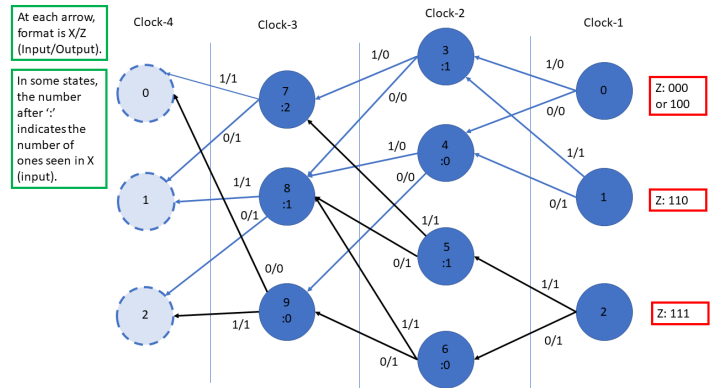 At each arrow,
format is X/Z
(Input/Output).
In some states,
the number
after ‘:’
indicates the
number of
ones seen in X
(input).
Clock-4
Clock-3
Clock-2
Clock-1
0
1
2
7
:2
8
:1
9
:0
3
:1
4
:0
5
:1
6
:0
0
1
2
1/1
0/1
1/1
0/1
0/0
1/1
1/0
0/0
1/0
0/0
1/1
0/1
1/1
0/1
1/0
0/0
1/1
0/1
1/1
0/1
Z: 000
or 100
Z: 110
Z: 111